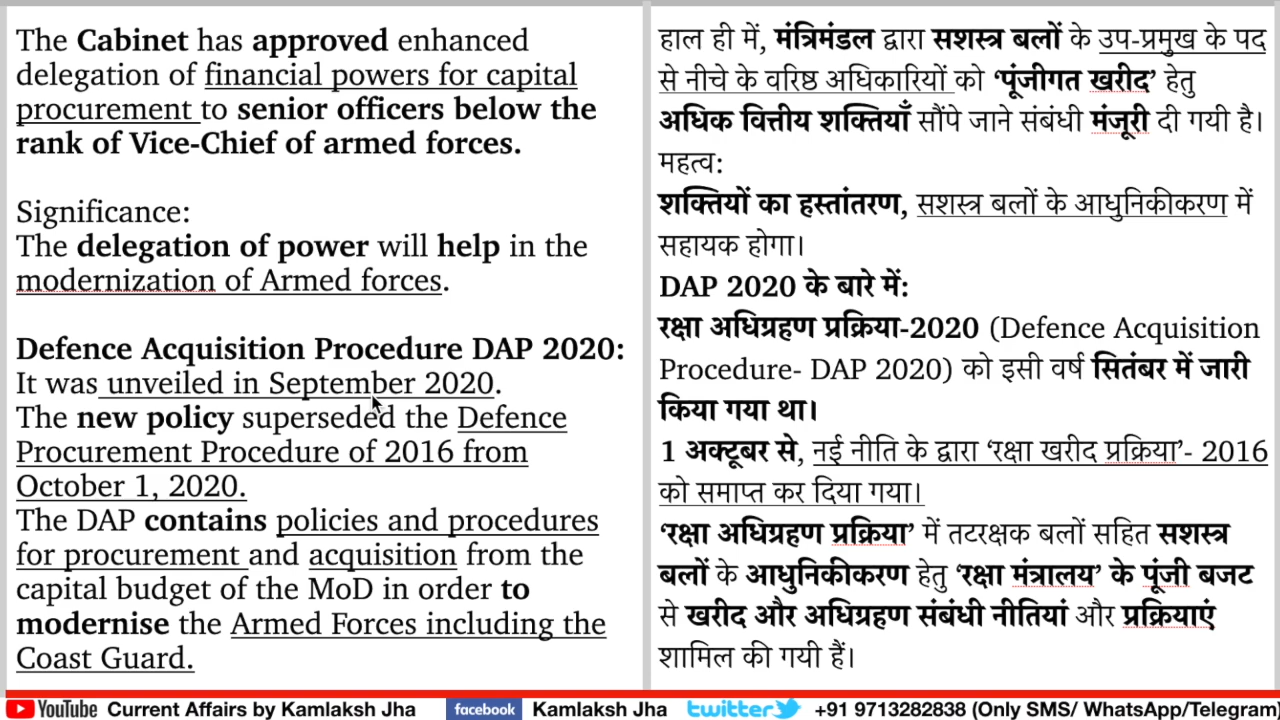 The Cabinet has approved enhanced
delegation of financial powers for capital
procurement to senior officers below the
rank of Vice-Chief of armed forces.
Significance:
The delegation of power will help in the
modernization of Armed forces.
Defence Acquisition Procedure DAP 2020:
It was unveiled in September 2020.
The new policy superseded the Defence
Procurement Procedure of 2016 from
October 1, 2020.
The DAP contains policies and procedures
for procurement and acquisition from the
capital budget of the MoD in order to
modernise the Armed Forces including the
Coast Guard.
हाल ही में, मंत्रिमंडल द्वारा सशस्त्र बलों के उप-प्रमुख के पद
से नीचे के वरिष्ठ अधिकारियों को ‘पूंजीगत खरीद’ हेतु
अधिक वित्तीय शक्तियाँ सौंपे जाने संबंधी मंजूरी दी गयी है।
महत्व:
शक्तियों का हस्तांतरण, सशस्त्र बलों के आधुनिकीकरण में
सहायक होगा।
DAP 2020 के बारे में:
रक्षा अधिग्रहण प्रक्रिया-2020 (Defence Acquisition
Procedure- DAP 2020) को इसी वर्ष सितंबर में जारी
किया गया था।
1 अक्टूबर से, नई नीति के द्वारा ‘रक्षा खरीद प्रक्रिया’- 2016
को समाप्त कर दिया गया।
‘रक्षा अधिग्रहण प्रक्रिया’ में तटरक्षक बलों सहित सशस्त्र
बलों के आधुनिकीकरण हेतु ‘रक्षा मंत्रालय’ के पूंजी बजट
से खरीद और अधिग्रहण संबंधी नीतियां और प्रक्रियाएं
शामिल की गयी हैं।
YouTube Current Affairs by Kamlaksh Jha facebook Kamlaksh Jha twitter +91 9713282838 (Only SMS/ WhatsApp/Telegram)